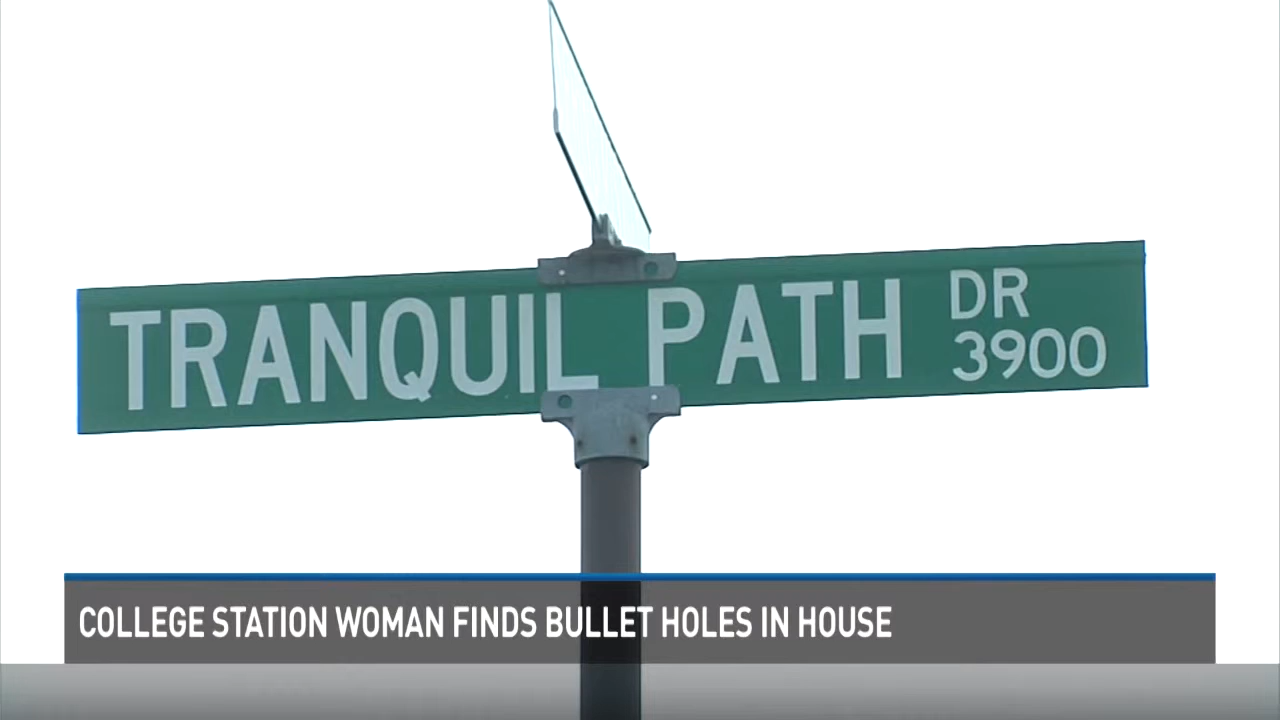 TRANQUIL PATH DR
3900
COLLEGE STATION WOMAN FINDS BULLET HOLES IN HOUSE